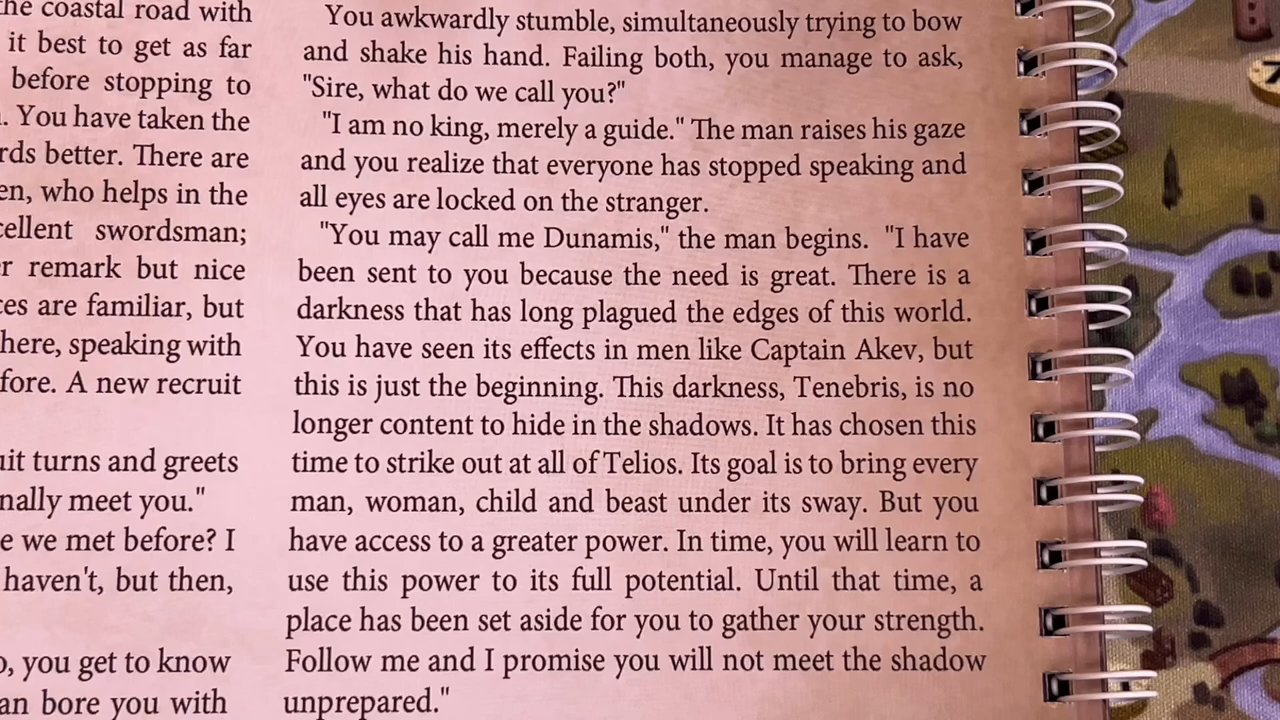 the coastal road with
it best to get as far
before stopping to
You have taken the
better. There are
who helps in the
swordsman;
remark but nice
are familiar, but
here, speaking with
A new recruit
turns and greets
meet you."
we met before? I
haven't, but then,
you get to know
bore you with
You awkwardly stumble, simultaneously trying to bow
and shake his hand. Failing both, you manage to ask,
"Sire, what do we call you?"
"I am no king, merely a guide." The man raises his gaze
and you realize that everyone has stopped speaking and
all eyes are locked on the stranger.
"You may call me Dunamis," the man begins. "I have
been sent to you because the need is great. There is a
darkness that has long plagued the edges of this world.
You have seen its effects in men like Captain Akev, but
this is just the beginning. This darkness, Tenebris, is no
longer content to hide in the shadows. It has chosen this
time to strike out at all of Telios. Its goal is to bring every
man, woman, child and beast under its sway. But you
have access to a greater power. In time, you will learn to
use this power to its full potential. Until that time, a
place has been set aside for you to gather your strength.
Follow me and I promise you will not meet the shadow
unprepared."
7